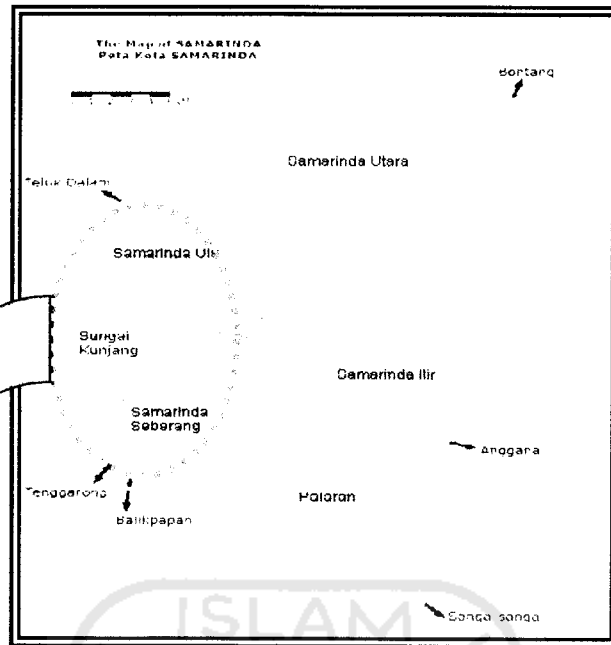 The Map of SAMARINDA
Peta Kota SAMARINDA
Bontang
Samarinda Utara
Teluk Dalam
Samarinda Ulu
Sungai
Kunjang
Samarinda Ilir
Samarinda
Seberang
Anggana
Tenggarong
Balikpapan
Palaran
Sanga-sanga
ISLAM